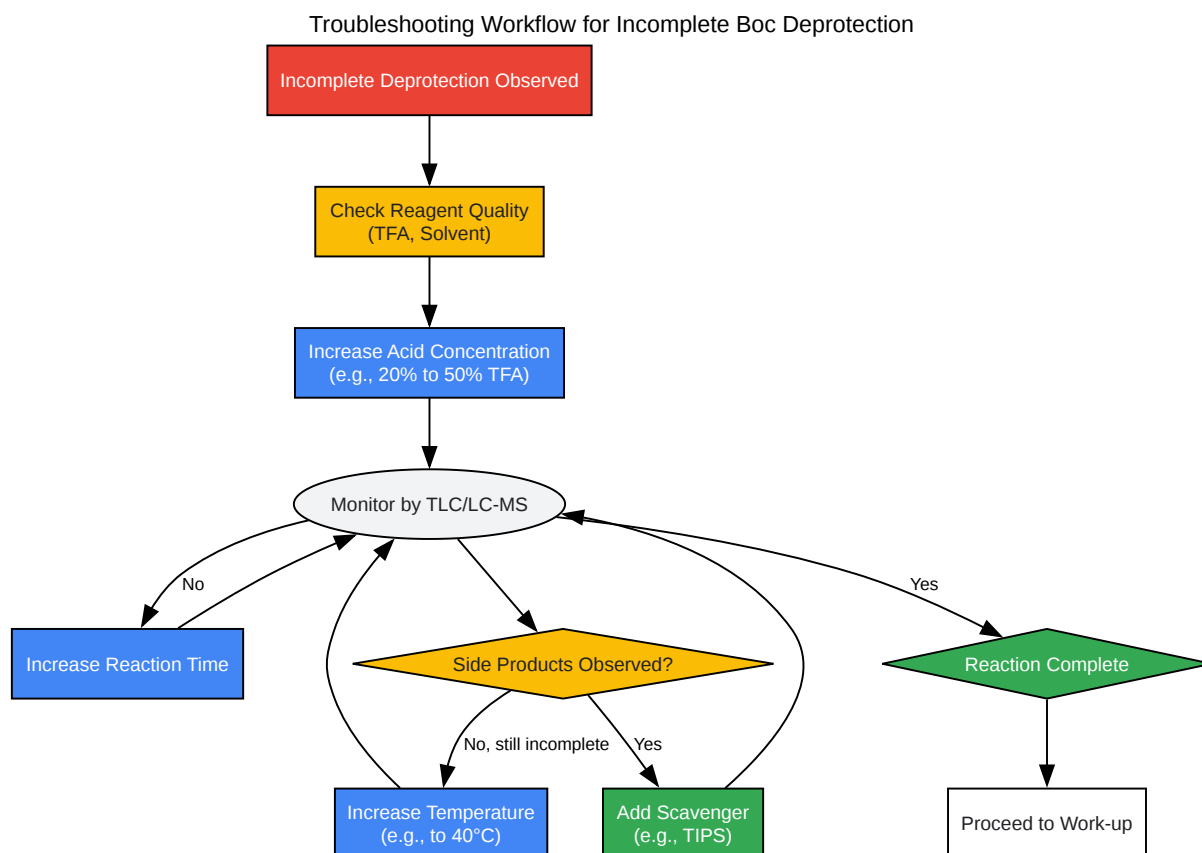 Troubleshooting Workflow for Incomplete Boc Deprotection
Incomplete Deprotection Observed
Check Reagent Quality
(TFA, Solvent)
Increase Acid Concentration
(e.g., 20% to 50% TFA)
Monitor by TLC/LC-MS
No
Yes
Increase Reaction Time
Side Products Observed?
Reaction Complete
No, still incomplete
Yes
Increase Temperature
(e.g., to 40°C)
Add Scavenger
(e.g., TIPS)
Proceed to Work-up